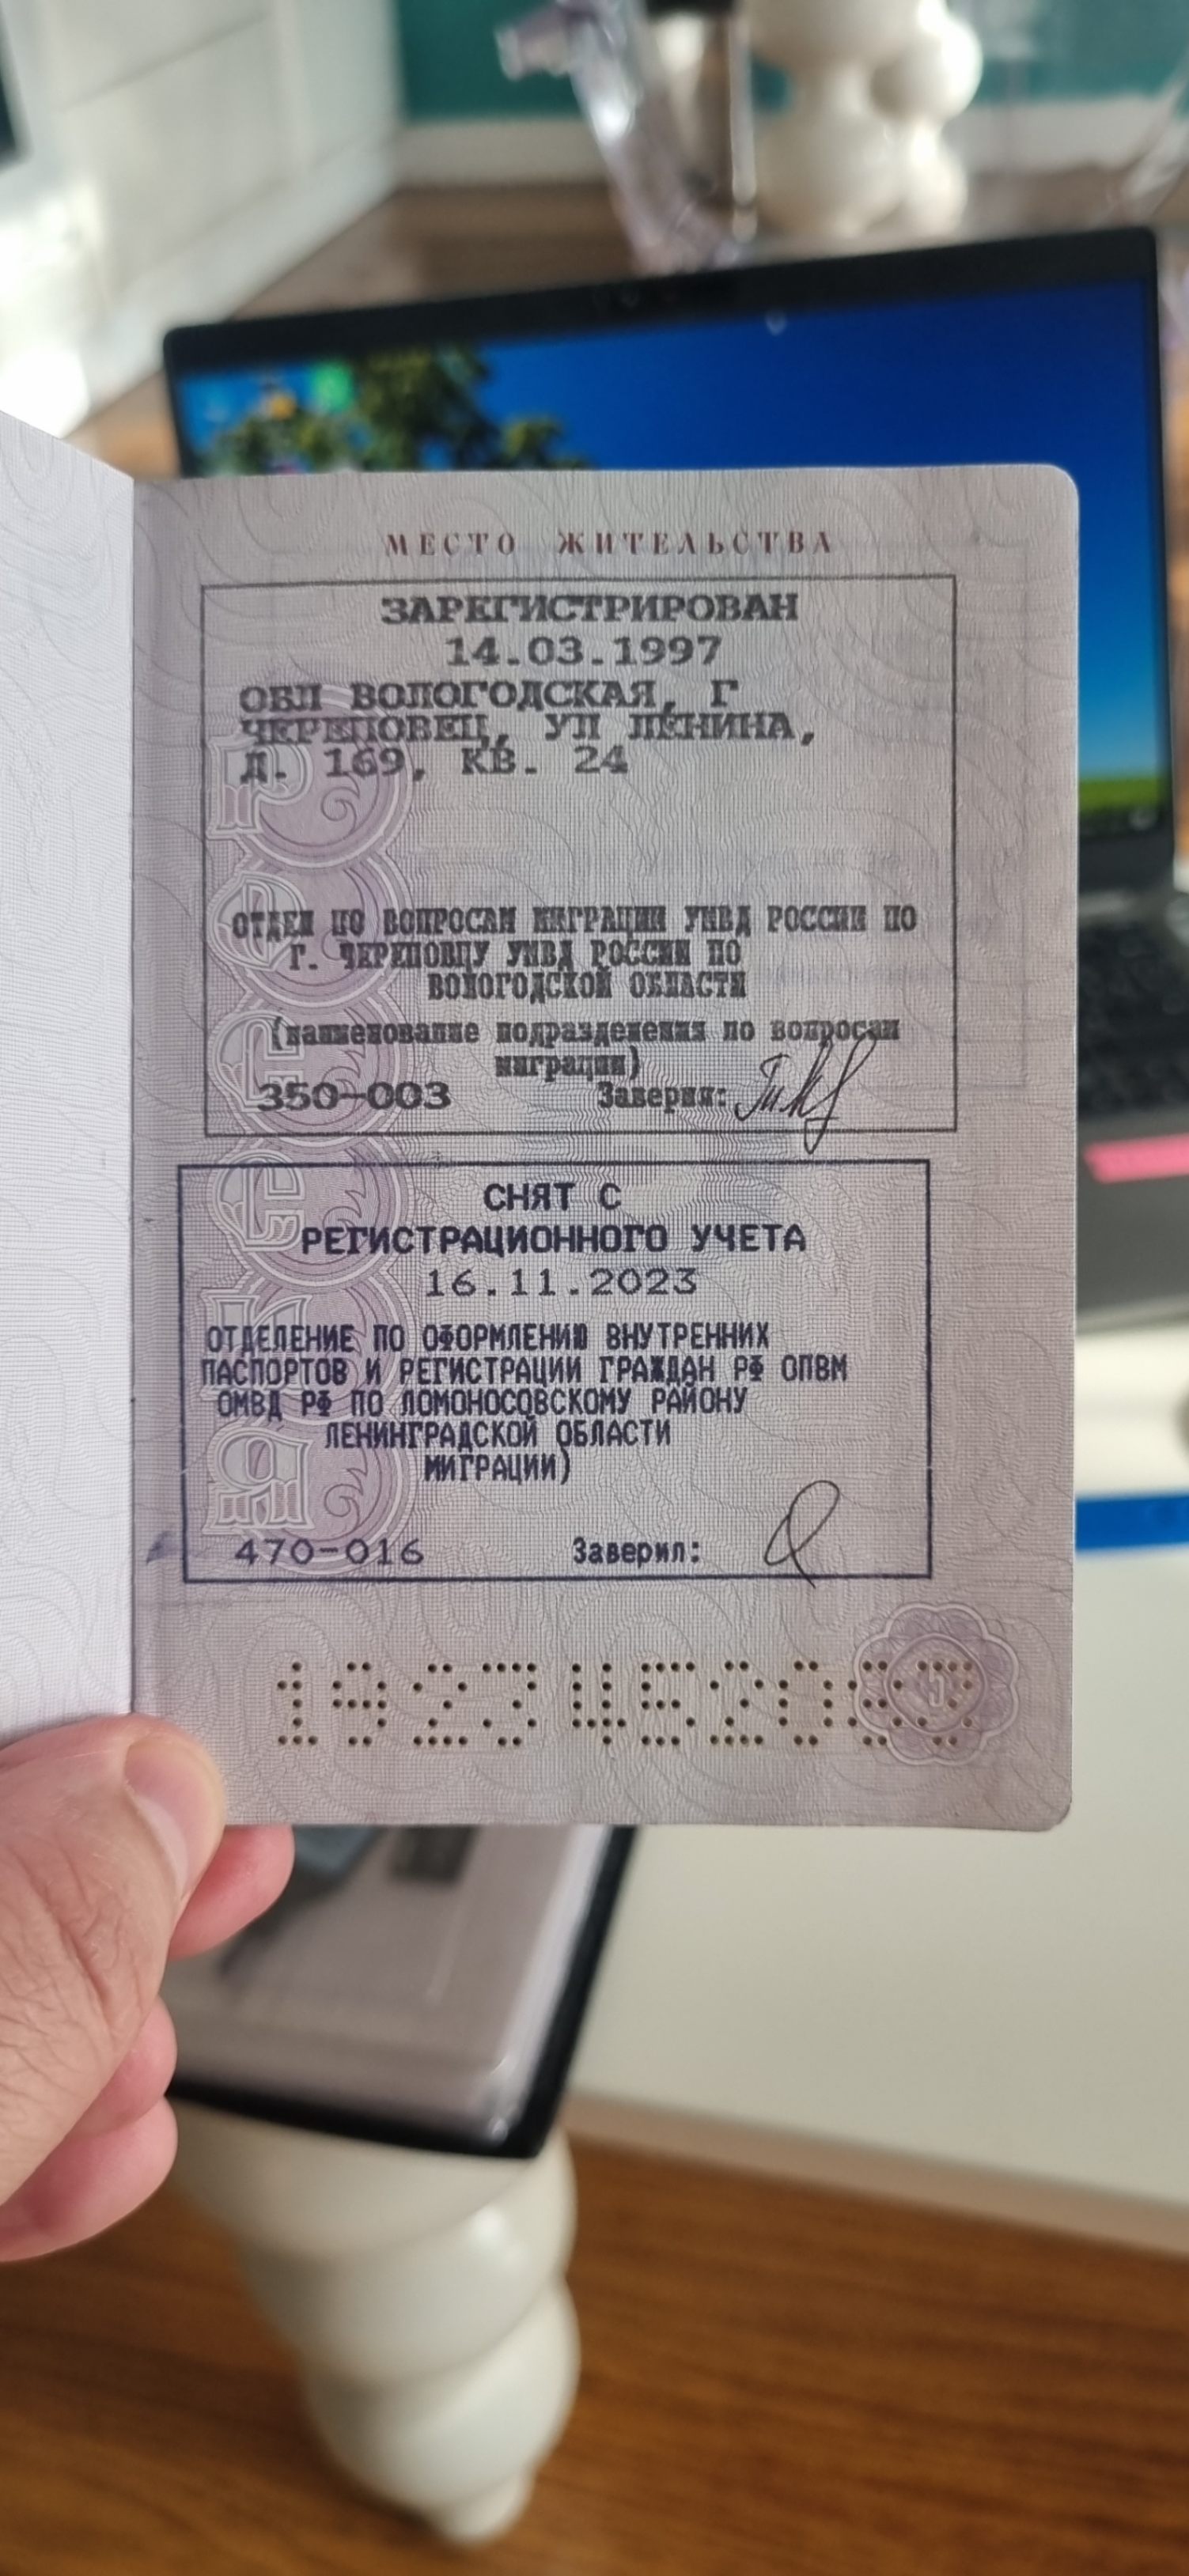 МЕСТО ЖИТЕЛЬСТВА
ЗАРЕГИСТРИРОВАН
14.03.1997
ОБЛ ВОЛОГОДСКАЯ, Г
ЧЕРЕПОВЕЦ, УЛ ЛЕНИНА,
Д. 169, КВ. 24
ОТДЕЛ ПО ВОПРОСАМ МИГРАЦИИ УМВД РОССИИ ПО
Г. ЧЕРЕПОВЦУ УМВД РОССИИ ПО
ВОЛОГОДСКОЙ ОБЛАСТИ
(наименование подразделения по вопросам
миграции)
350-003 Заверил:
СНЯТ С
РЕГИСТРАЦИОННОГО УЧЕТА
16.11.2023
ОТДЕЛЕНИЕ ПО ОФОРМЛЕНИЮ ВНУТРЕННИХ
ПАСПОРТОВ И РЕГИСТРАЦИИ ГРАЖДАН РФ ОПВМ
ОМВД РФ ПО ЛОМОНОСОВСКОМУ РАЙОНУ
ЛЕНИНГРАДСКОЙ ОБЛАСТИ
МИГРАЦИИ)
470-016 Заверил:
5